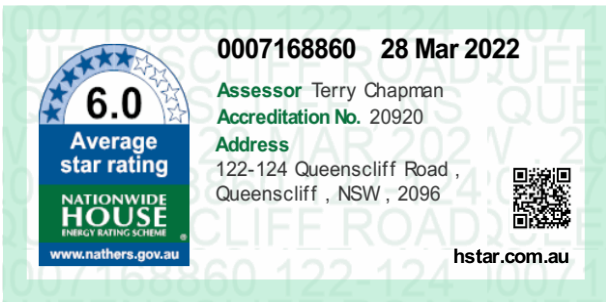 0007168860 28 Mar 2022
6.0
Average
star rating
NATIONWIDE
HOUSE
ENERGY RATING SCHEME
®
www.nathers.gov.au
Assessor Terry Chapman
Accreditation No. 20920
Address
122-124 Queenscliff Road ,
Queenscliff , NSW , 2096
hstar.com.au